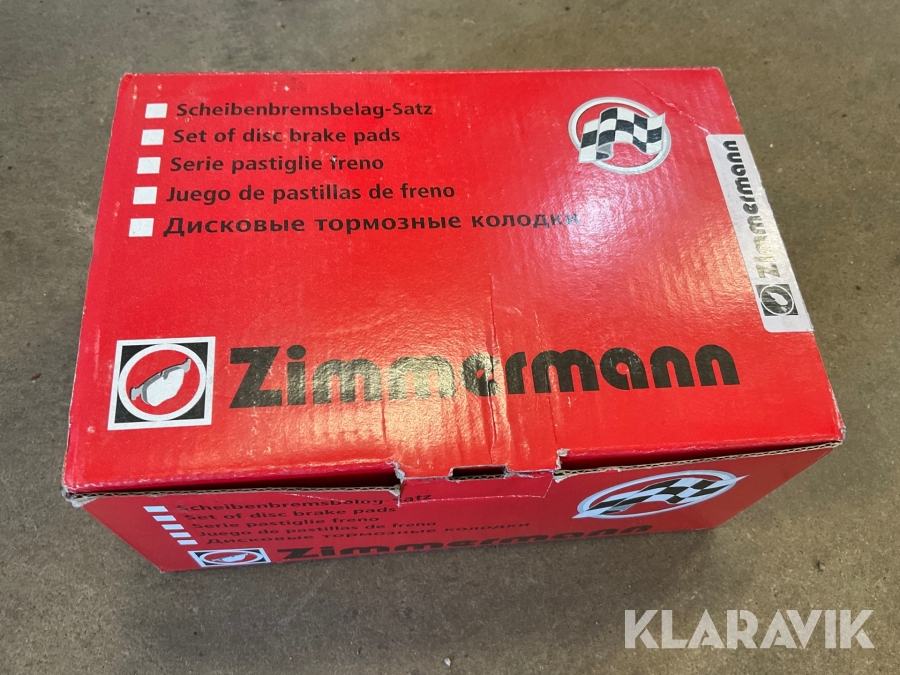 Scheibenbremsbelag-Satz
Set of disc brake pads
Serie pastiglie freno
Juego de pastillas de freno
Дисковые тормозные колодки
Zimmermann
Zimmermann
Scheibenbremsbelag-Satz
Set of disc brake pads
Serie pastiglie freno
Juego de pastillas de freno
Дисковые тормозные колодки
Zimmermann
KLARAVIK